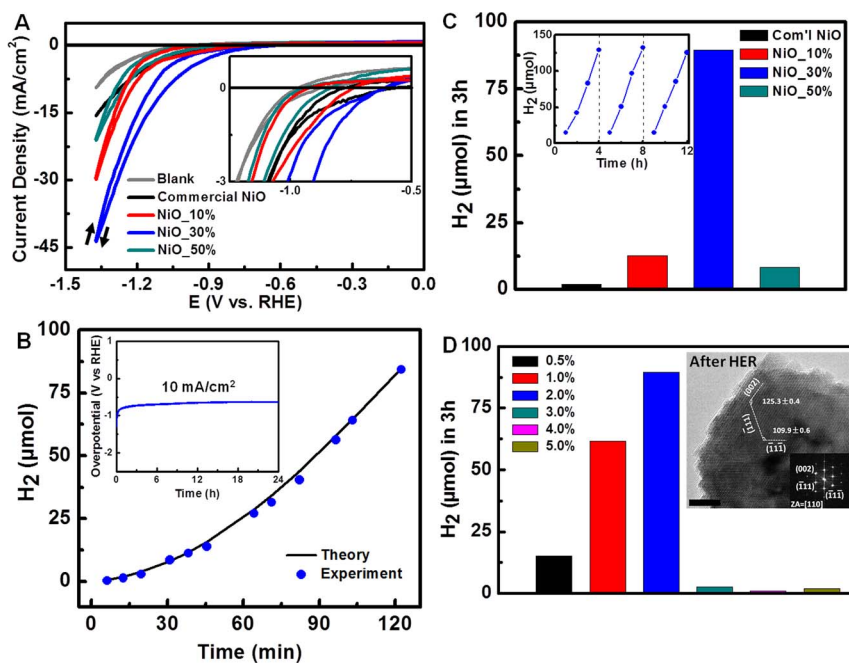 A
Current Density (mA/cm²)
0
-15
-30
-45
-1.5
-1.2
-0.9
-0.6
-0.3
0.0
E (V vs. RHE)
Blank
Commercial NiO
NiO_10%
NiO_30%
NiO_50%
0
-3
-1.0
-0.5
B
H₂ (μmol)
100
75
50
25
0
0
30
60
90
120
Time (min)
Theory
Experiment
Overpotential (V vs RHE)
1
0
-1
-2
0
6
12
18
24
Time (h)
10 mA/cm²
C
H₂ (μmol) in 3h
100
75
50
25
0
Com'l NiO
NiO_10%
NiO_30%
NiO_50%
H₂ (μmol)
150
100
50
0
0
4
8
12
Time (h)
D
H₂ (μmol) in 3h
100
75
50
25
0
0.5%
1.0%
2.0%
3.0%
4.0%
5.0%
After HER
(002)
125.3 ± 0.4
(1̄11̄)
109.9 ± 0.6
(1̄1̄1̄)
(002)
(1̄11)
(1̄1̄1̄)
ZA=[110]